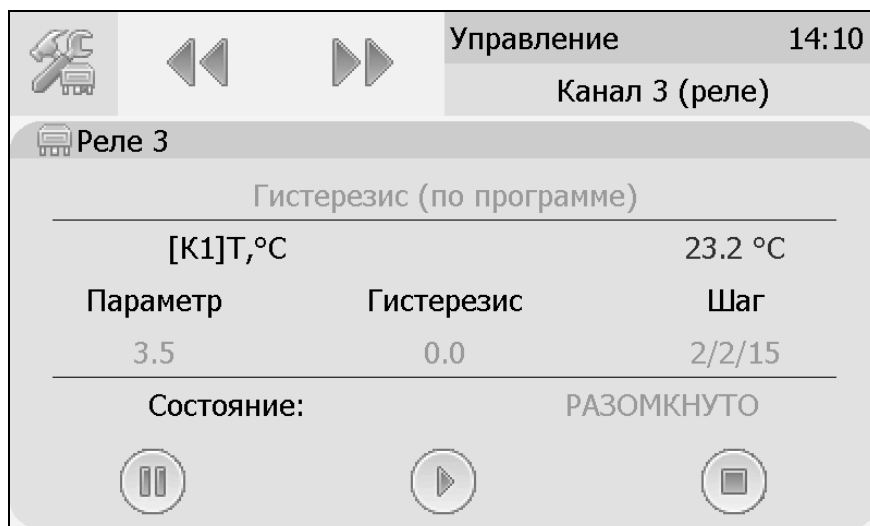 Управление 14:10
Канал 3 (реле)
Реле 3
Гистерезис (по программе)
[К1]T,°C 23.2 °C
Параметр Гистерезис Шаг
3.5 0.0 2/2/15
Состояние: РАЗОМКНУТО